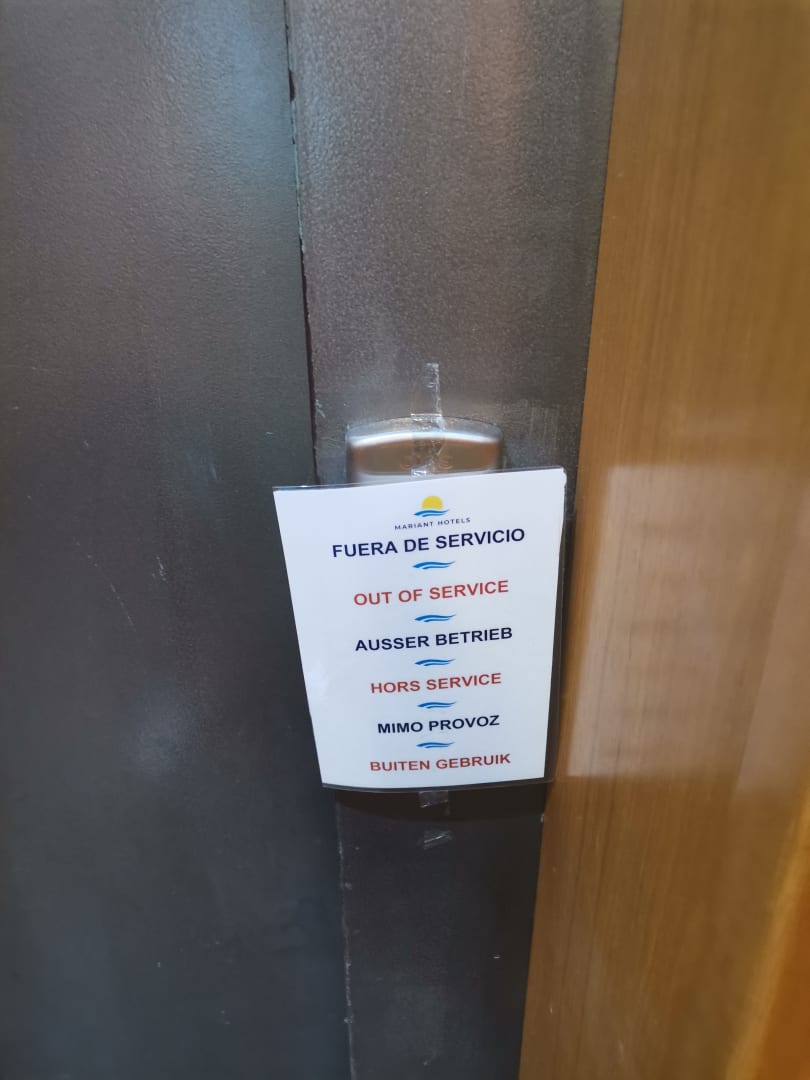 MARIANT HOTELS
FUERA DE SERVICIO
OUT OF SERVICE
AUSSER BETRIEB
HORS SERVICE
MIMO PROVOZ
BUITEN GEBRUIK